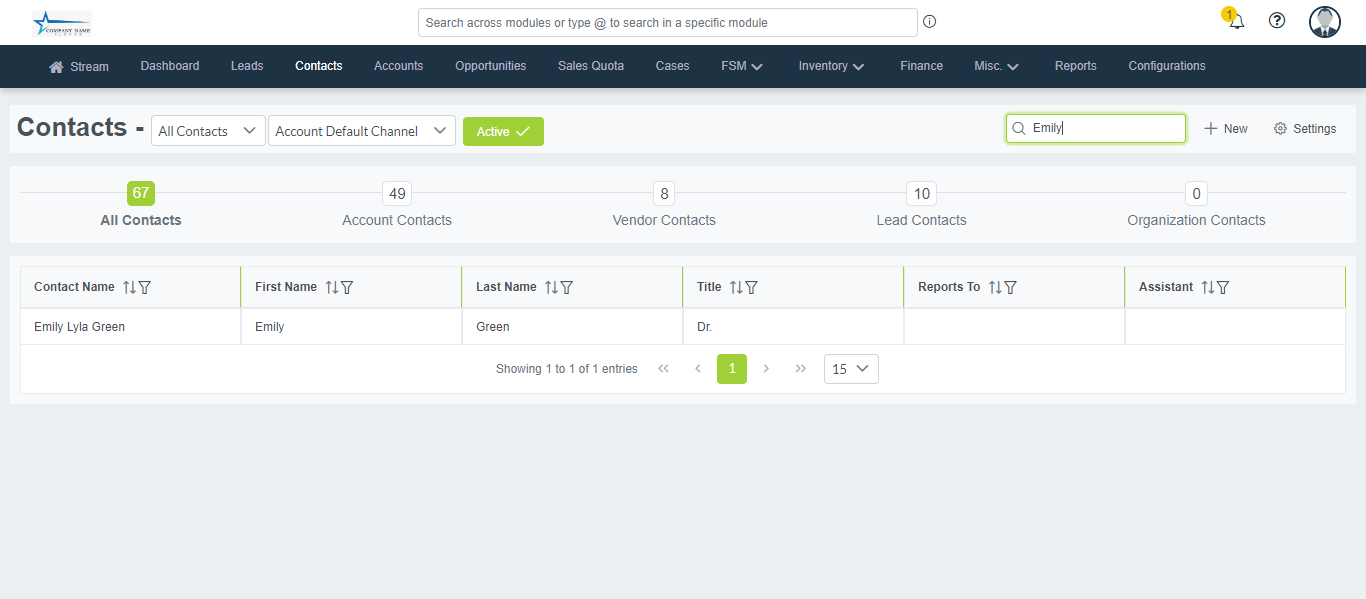 COMPANY NAME
Search across modules or type @ to search in a specific module
1
Stream Dashboard Leads Contacts Accounts Opportunities Sales Quota Cases FSM Inventory Finance Misc. Reports Configurations
Contacts - All Contacts Account Default Channel Active Emily New Settings
67 49 8 10 0
All Contacts Account Contacts Vendor Contacts Lead Contacts Organization Contacts
Contact Name First Name Last Name Title Reports To Assistant
Emily Lyla Green Emily Green Dr.
Showing 1 to 1 of 1 entries 1 15